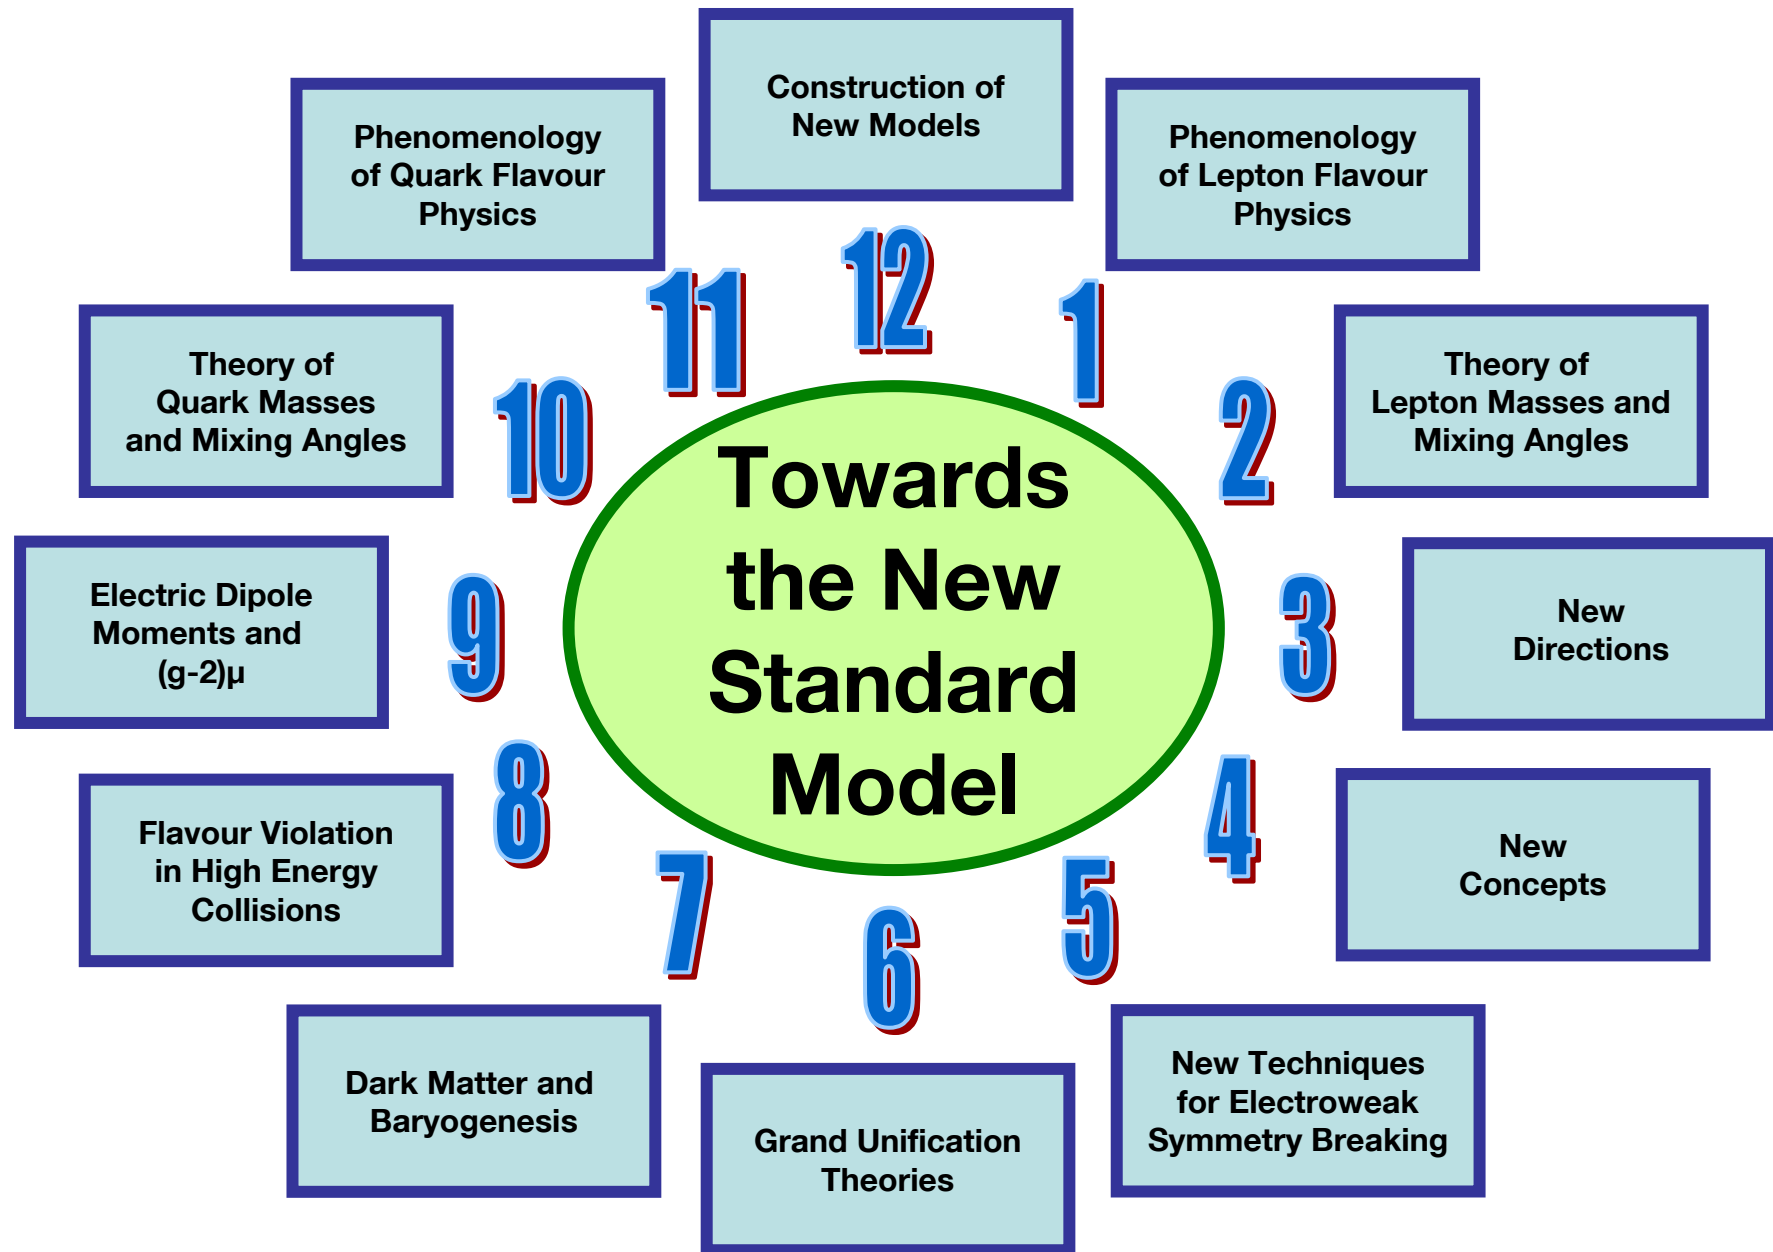 Construction of
New Models
12
Phenomenology
of Lepton Flavour
Physics
1
Theory of
Lepton Masses and
Mixing Angles
2
New
Directions
3
New
Concepts
4
New Techniques
for Electroweak
Symmetry Breaking
5
Grand Unification
Theories
6
Dark Matter and
Baryogenesis
7
Flavour Violation
in High Energy
Collisions
8
Electric Dipole
Moments and
(g-2)μ
9
Theory of
Quark Masses
and Mixing Angles
10
Phenomenology
of Quark Flavour
Physics
11
Towards
the New
Standard
Model